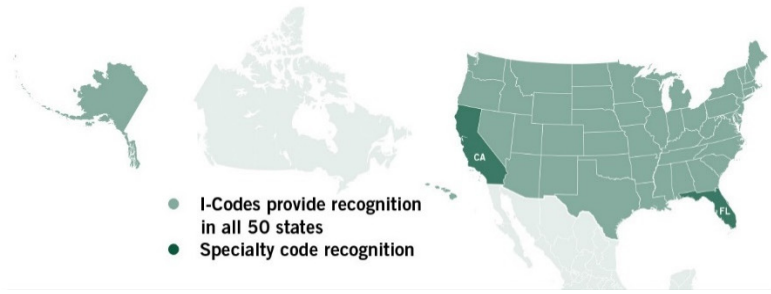 CA
FL
I-Codes provide recognition
in all 50 states
Specialty code recognition